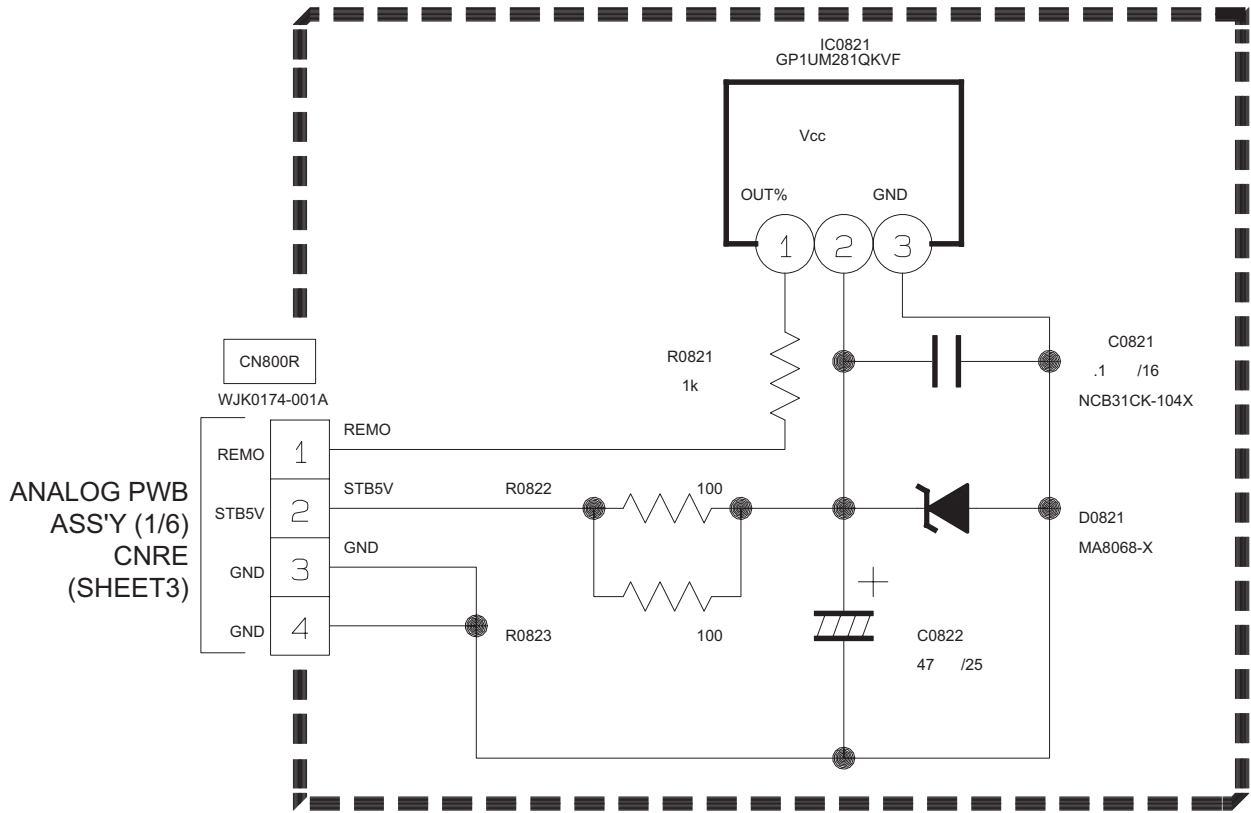 IC0821
GP1UM281QKVF
Vcc
OUT% GND
1 2 3
C0821
.1 /16
NCB31CK-104X
R0821
1k
CN800R
WJK0174-001A
REMO 1 REMO
STB5V 2 STB5V
GND 3 GND
GND 4
ANALOG PWB
ASS'Y (1/6)
CNRE
(SHEET3)
R0822 100
D0821
MA8068-X
+
R0823 100
C0822
47 /25